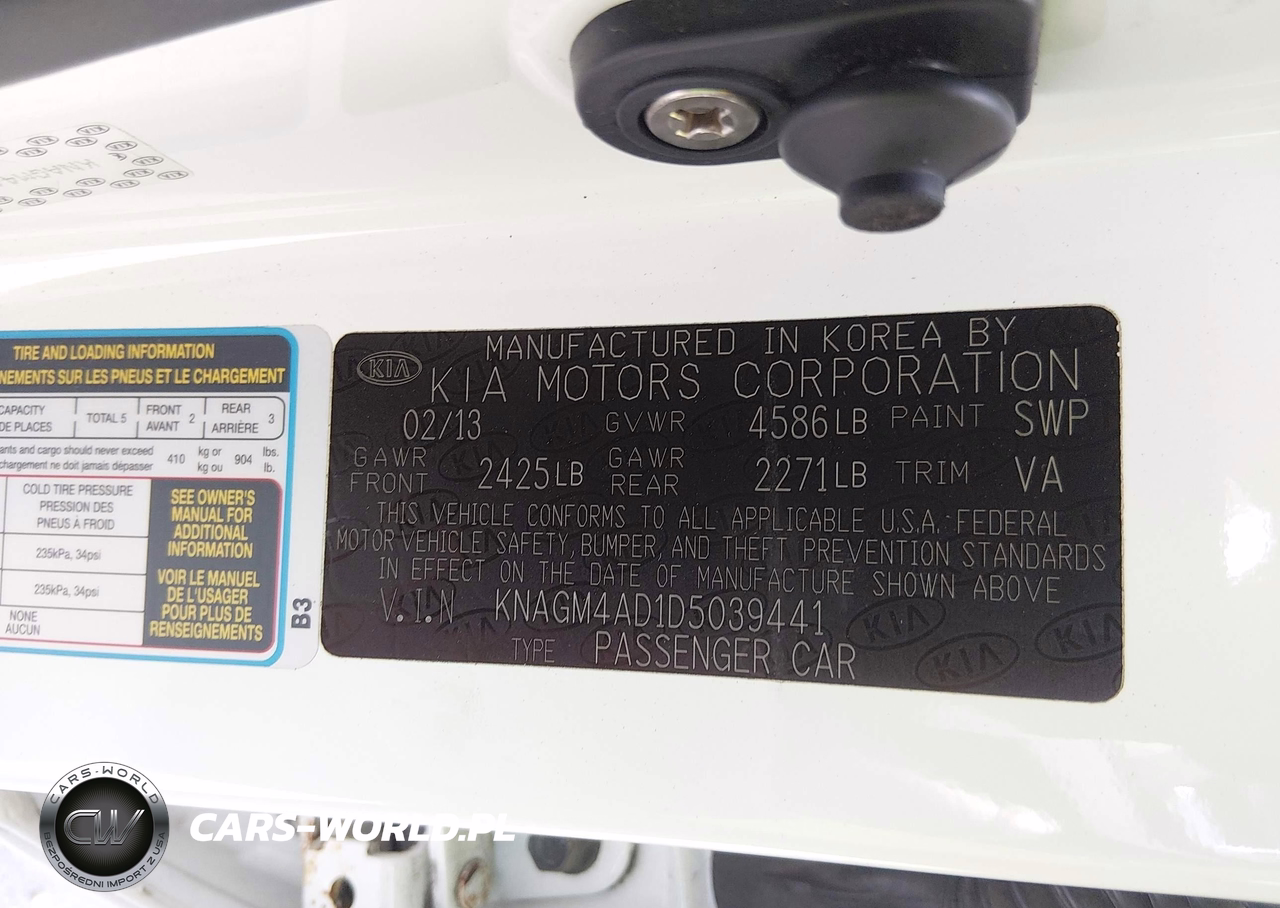 KIA
TIRE AND LOADING INFORMATION
NEMENTS SUR LES PNEUS ET LE CHARGEMENT
CAPACITY TOTAL 5 FRONT 2 REAR 3
DE PLACES AVANT ARRIÈRE
ants and cargo should never exceed 410 kg or 904 lbs.
chargement ne doit jamais dépasser kg ou lb.
COLD TIRE PRESSURE
PRESSION DES
PNEUS À FROID
235kPa, 34psi
235kPa, 34psi
NONE
AUCUN
SEE OWNER'S
MANUAL FOR
ADDITIONAL
INFORMATION
VOIR LE MANUEL
DE L'USAGER
POUR PLUS DE
RENSEIGNEMENTS
B3
KIA
MANUFACTURED IN KOREA BY
KIA MOTORS CORPORATION
02/13 GVWR 4586LB PAINT SWP
GAWR FRONT 2425LB GAWR REAR 2271LB TRIM VA
THIS VEHICLE CONFORMS TO ALL APPLICABLE U.S.A. FEDERAL
MOTOR VEHICLE SAFETY, BUMPER, AND THEFT PREVENTION STANDARDS
IN EFFECT ON THE DATE OF MANUFACTURE SHOWN ABOVE
V.I.N KNAGM4AD1D5039441
TYPE PASSENGER CAR
KIA
CARS-WORLD
CW
BEZPOŚREDNI IMPORT Z USA
CARS-WORLD.PL